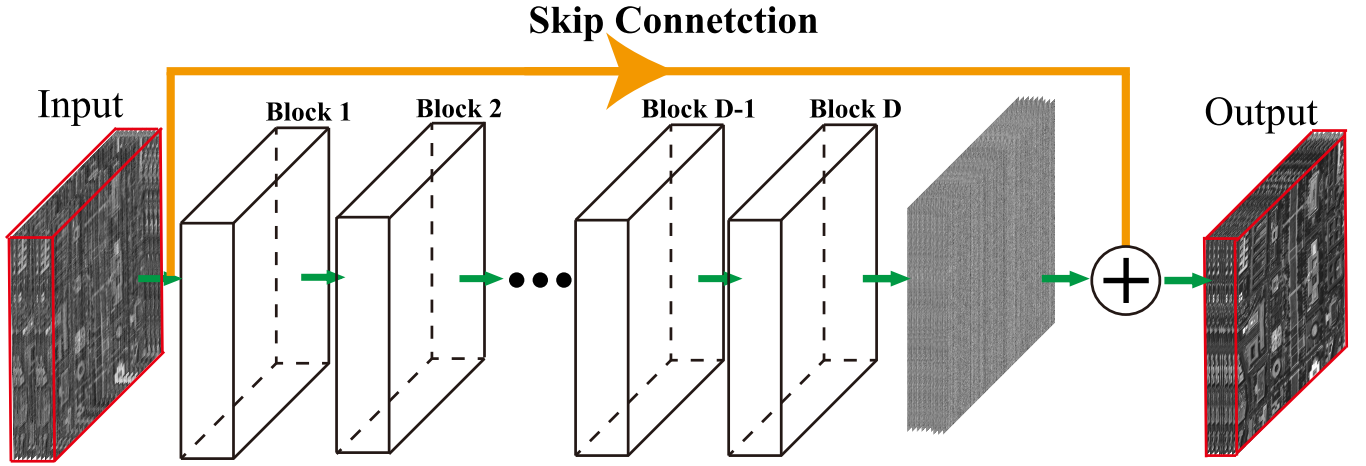 Skip Connetction
Input
Block 1
Block 2
Block D-1
Block D
Output